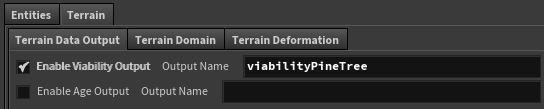 Entities Terrain
Terrain Data Output Terrain Domain Terrain Deformation
Enable Viability Output Output Name viabilityPineTree
Enable Age Output Output Name